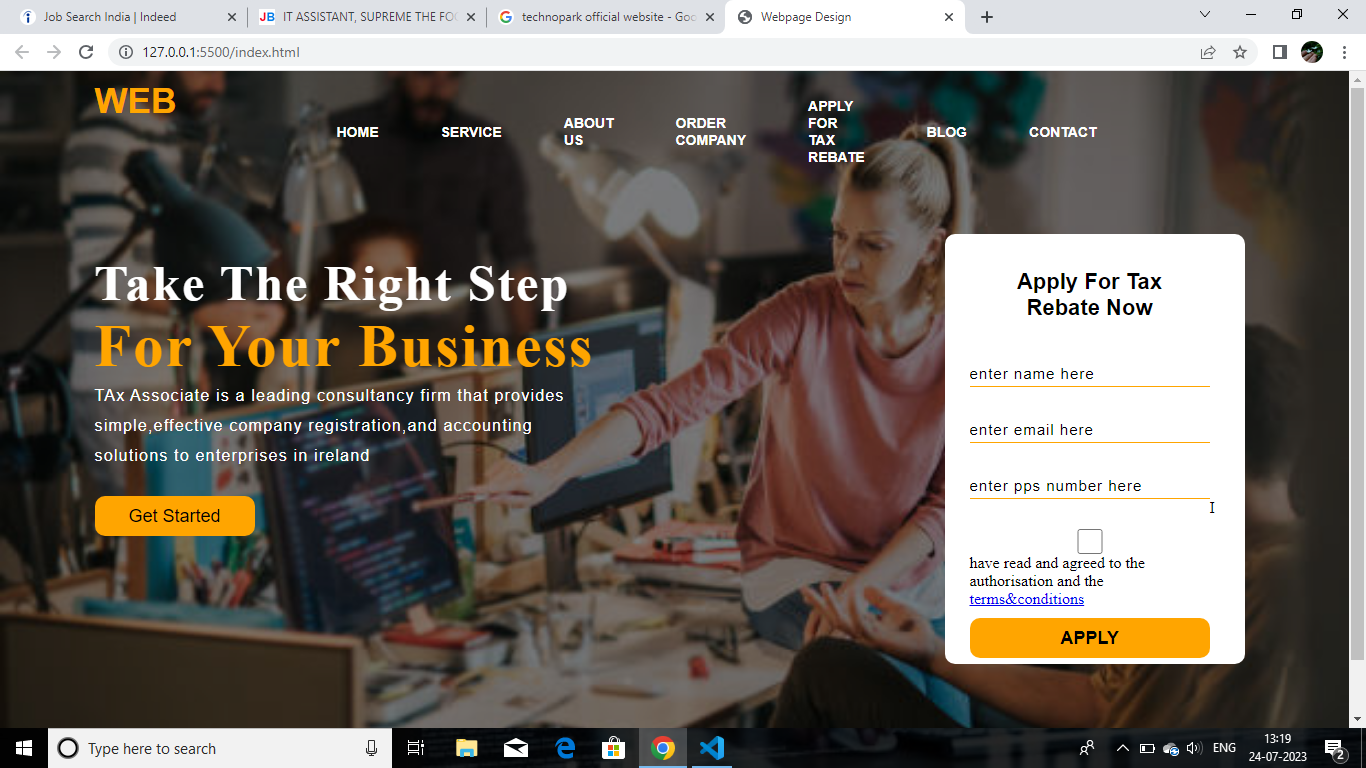 Job Search India | Indeed
IT ASSISTANT, SUPREME THE FOO
technopark official website - Goo
Webpage Design
127.0.0.1:5500/index.html
WEB
HOME
SERVICE
ABOUT
US
ORDER
COMPANY
APPLY
FOR
TAX
REBATE
BLOG
CONTACT
Take The Right Step
For Your Business
TAx Associate is a leading consultancy firm that provides
simple,effective company registration,and accounting
solutions to enterprises in ireland
Get Started
Apply For Tax
Rebate Now
enter name here
enter email here
enter pps number here
have read and agreed to the
authorisation and the
terms&conditions
APPLY
Type here to search
ENG
13:19
24-07-2023
2